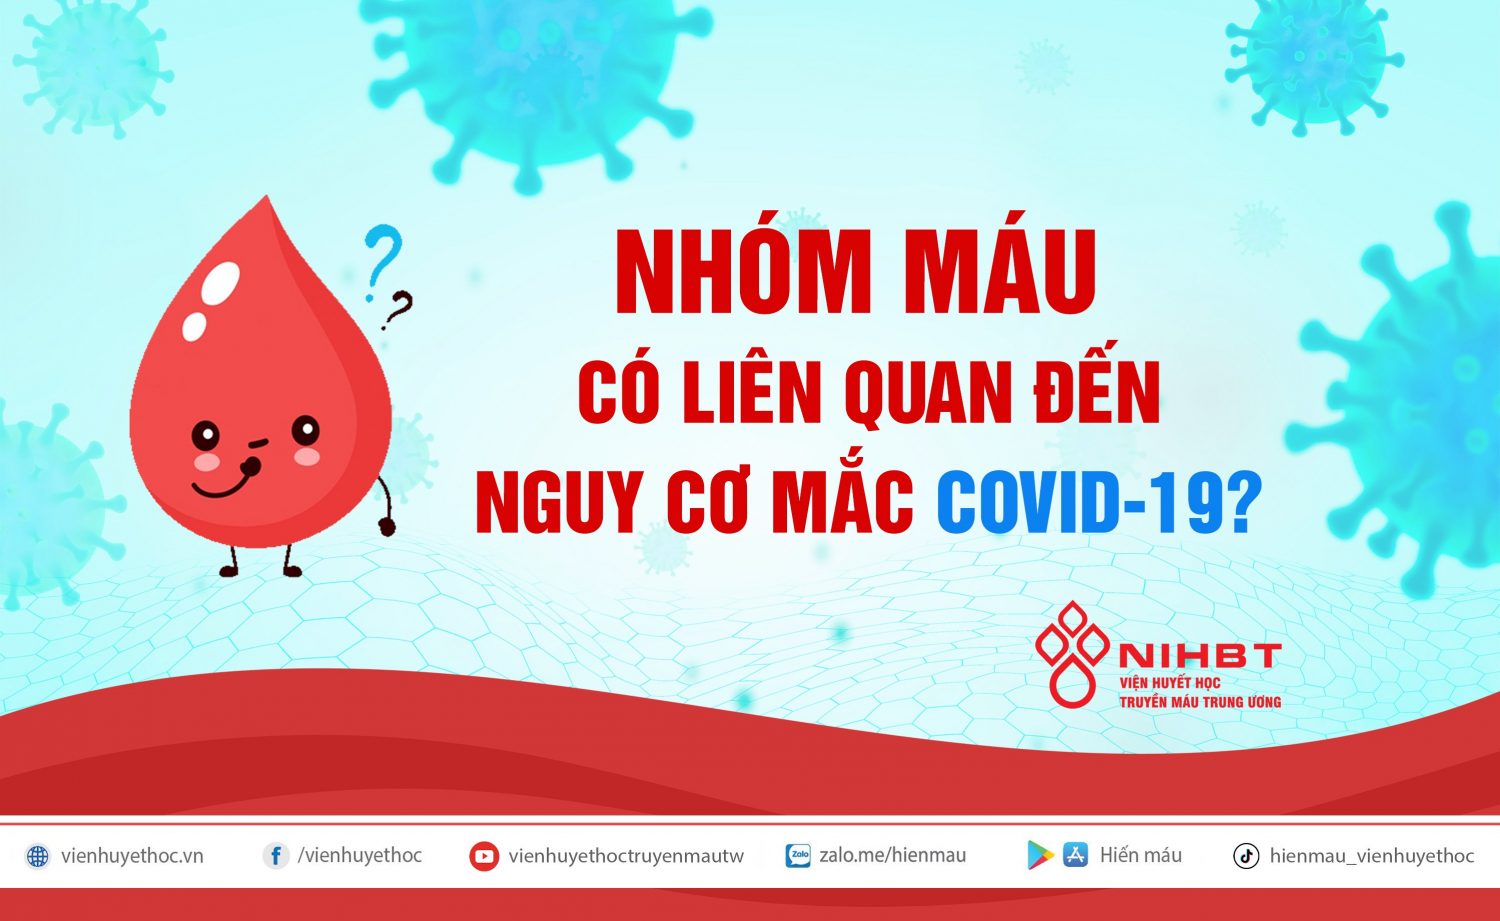 NHÓM MÁU
CÓ LIÊN QUAN ĐẾN
NGUY CƠ MẮC COVID-19?
NIHBT
VIỆN HUYẾT HỌC
TRUYỀN MÁU TRUNG ƯƠNG
vienhuyethoc.vn
/vienhuyethoc
vienhuyethoctruyenmautw
Zalo zalo.me/hienmau
Hiến máu
hienmau_vienhuyethoc